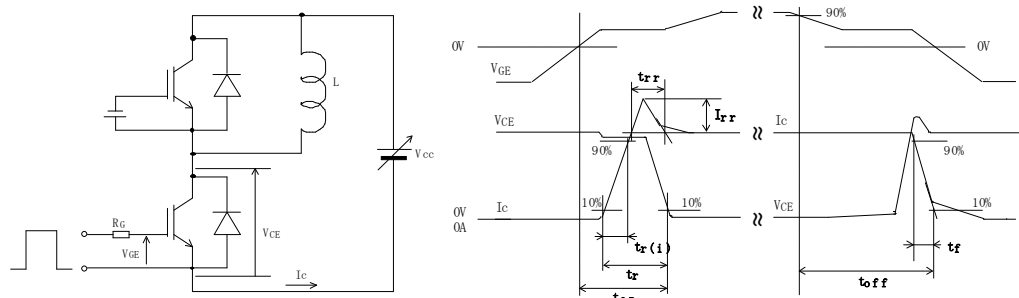 L
Vcc
RG
VGE
VCE
Ic
0V
VGE
trr
Irr
VCE
90%
10%
10%
0V
0A
Ic
tr(i)
tr
90%
0V
Ic
90%
VCE
10%
tf
toff